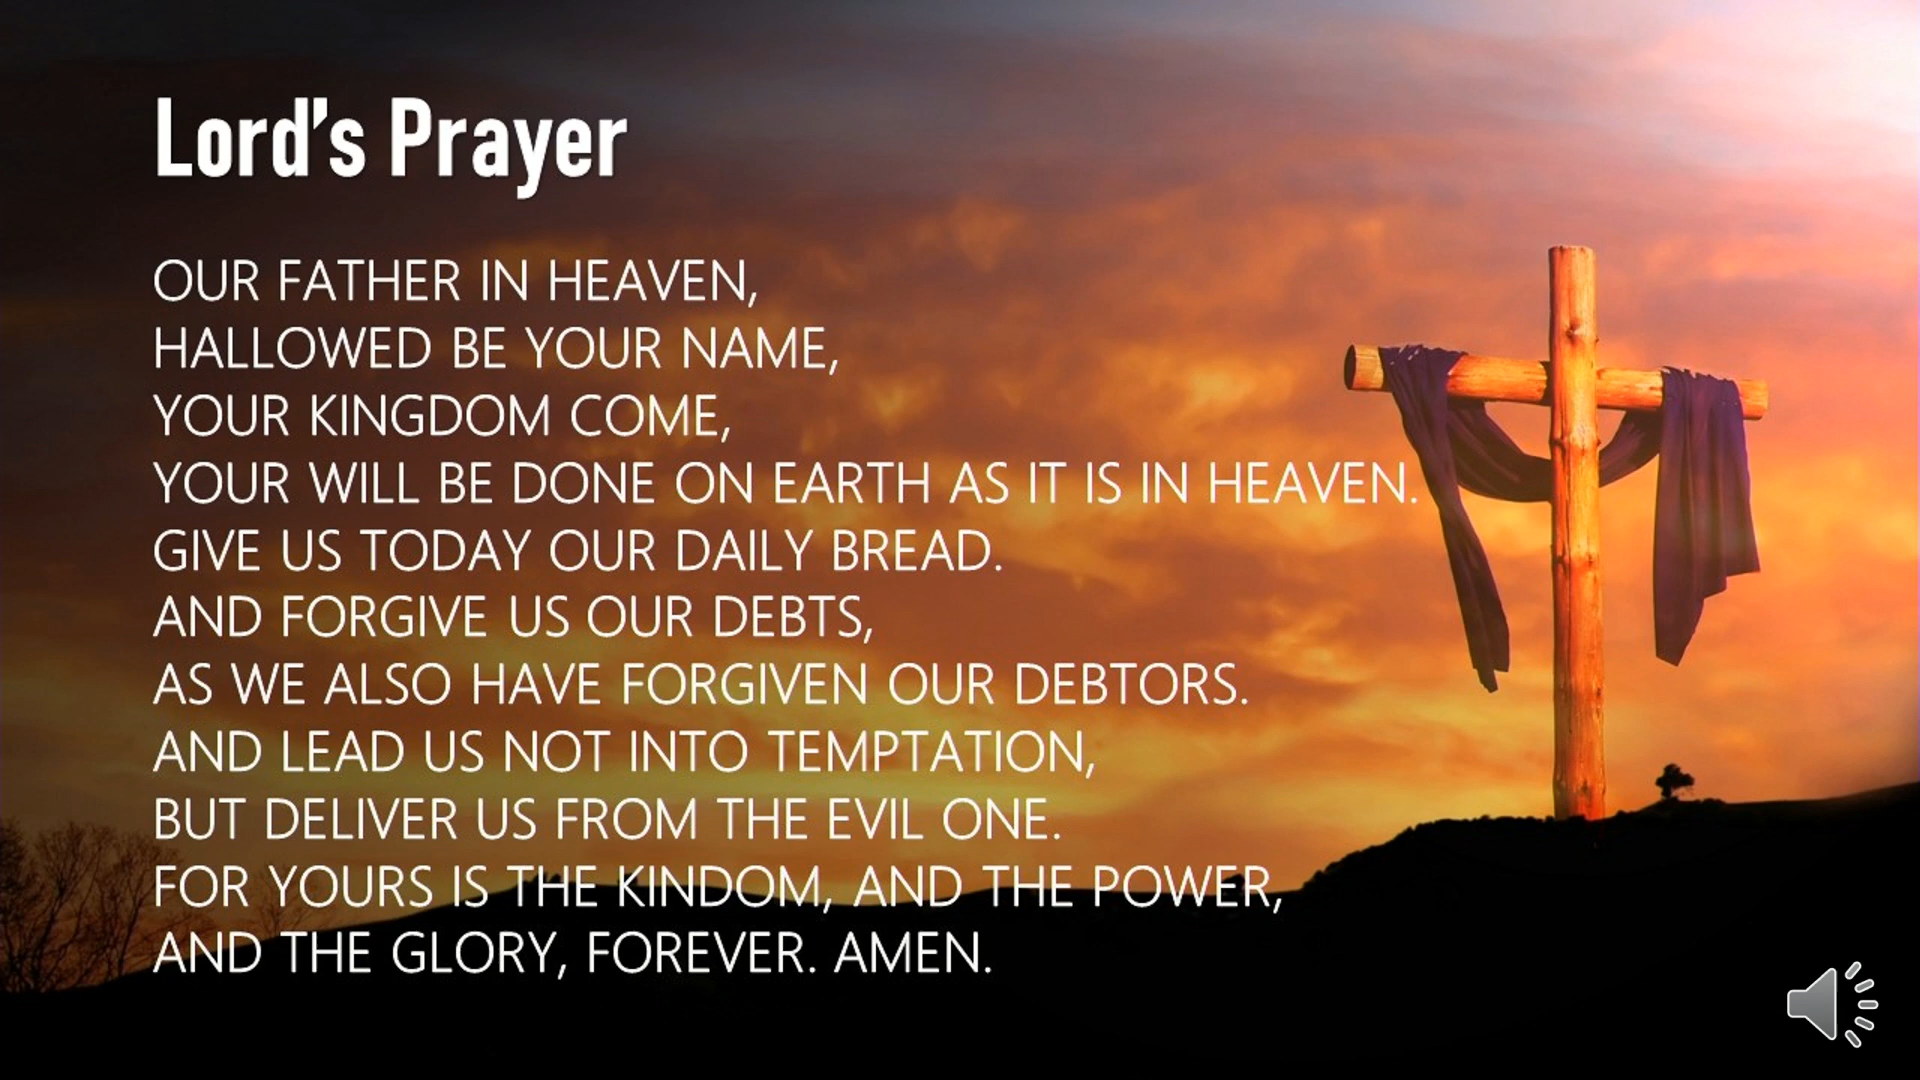 Lord’s Prayer
OUR FATHER IN HEAVEN,
HALLOWED BE YOUR NAME,
YOUR KINGDOM COME,
YOUR WILL BE DONE ON EARTH AS IT IS IN HEAVEN.
GIVE US TODAY OUR DAILY BREAD.
AND FORGIVE US OUR DEBTS,
AS WE ALSO HAVE FORGIVEN OUR DEBTORS.
AND LEAD US NOT INTO TEMPTATION,
BUT DELIVER US FROM THE EVIL ONE.
FOR YOURS IS THE KINDOM, AND THE POWER,
AND THE GLORY, FOREVER. AMEN.